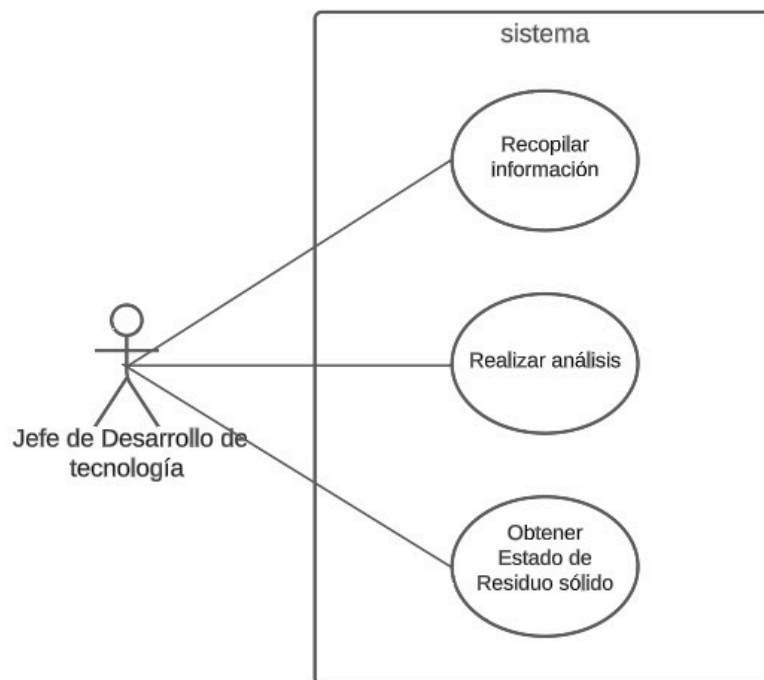 sistema
Recopilar
información
Realizar análisis
Jefe de Desarrollo de
tecnología
Obtener
Estado de
Residuo sólido